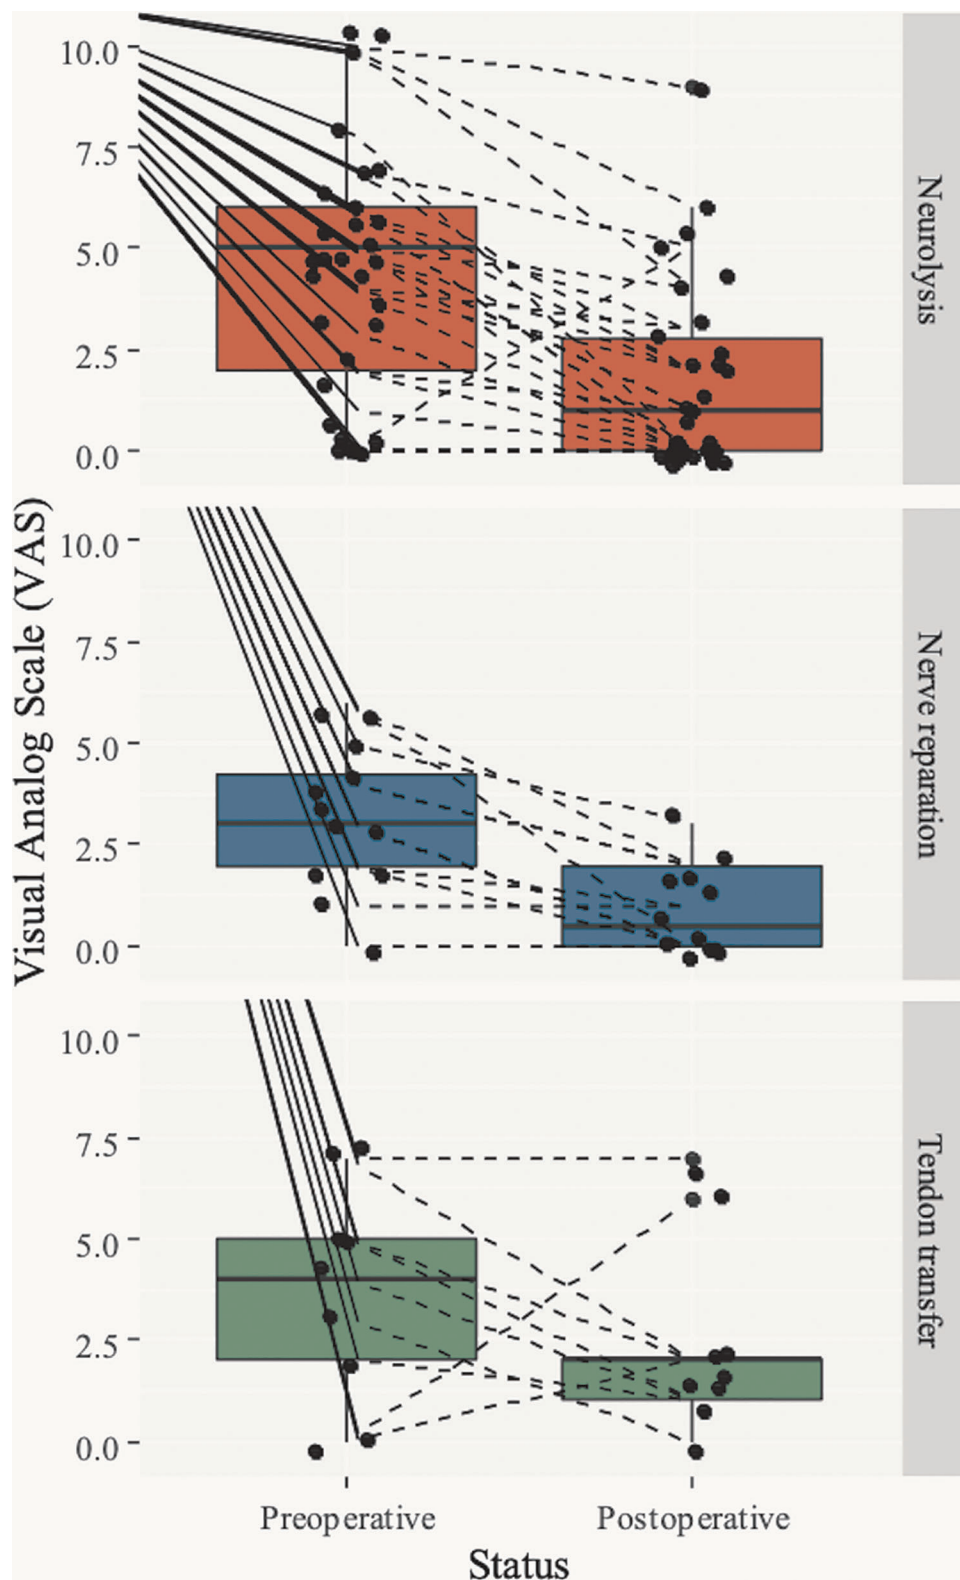 Visual Analog Scale (VAS)
10.0
7.5
5.0
2.5
0.0
Neurolysis
10.0
7.5
5.0
2.5
0.0
Nerve reparation
10.0
7.5
5.0
2.5
0.0
Tendon transfer
Preoperative
Postoperative
Status